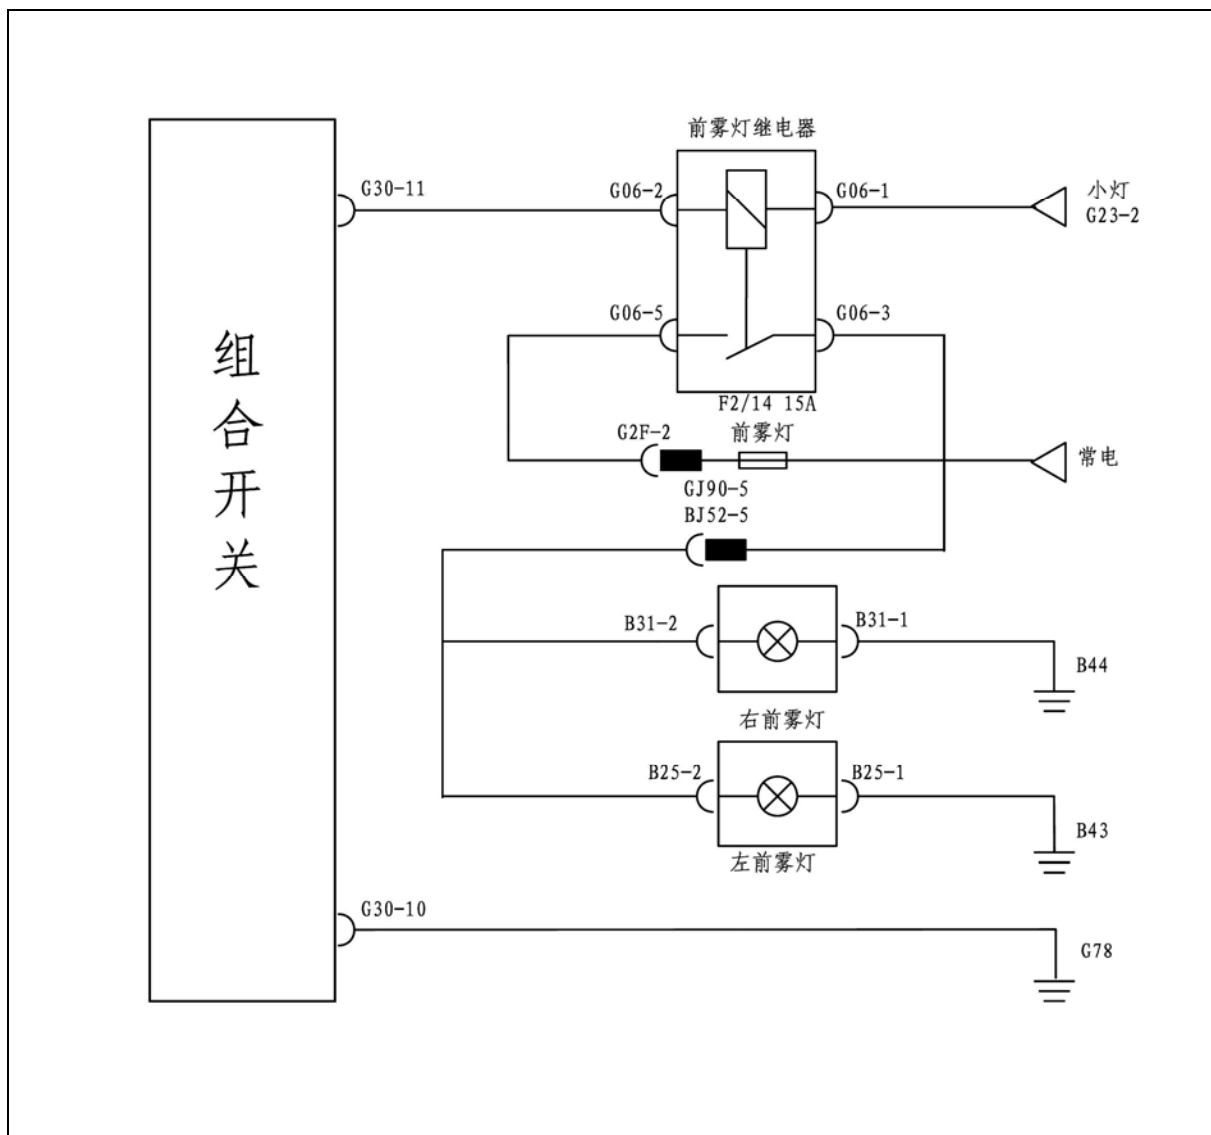 前雾灯继电器
G30-11
G06-2
G06-1
小灯
G23-2
G06-5
G06-3
组合开关
F2/14 15A
前雾灯
G2F-2
常电
GJ90-5
BJ52-5
B31-2
B31-1
B44
右前雾灯
B25-2
B25-1
B43
左前雾灯
G30-10
G78